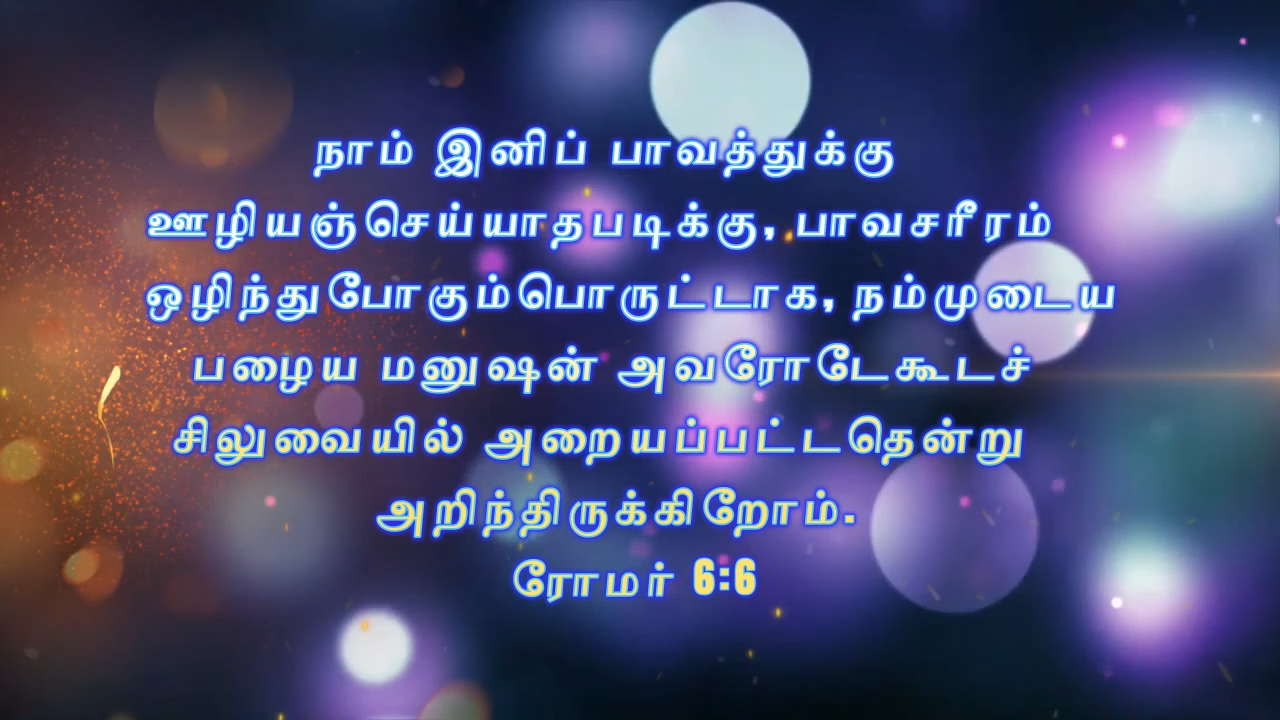 நாம் இனிப் பாவத்துக்கு
ஊழியஞ்செய்யாதபடிக்கு, பாவசரீரம்
ஒழிந்துபோகும்பொருட்டாக, நம்முடைய
பழைய மனுஷன் அவரோடேகூடச்
சிலுவையில் அறையப்பட்டதென்று
அறிந்திருக்கிறோம்.
ரோமர் 6:6